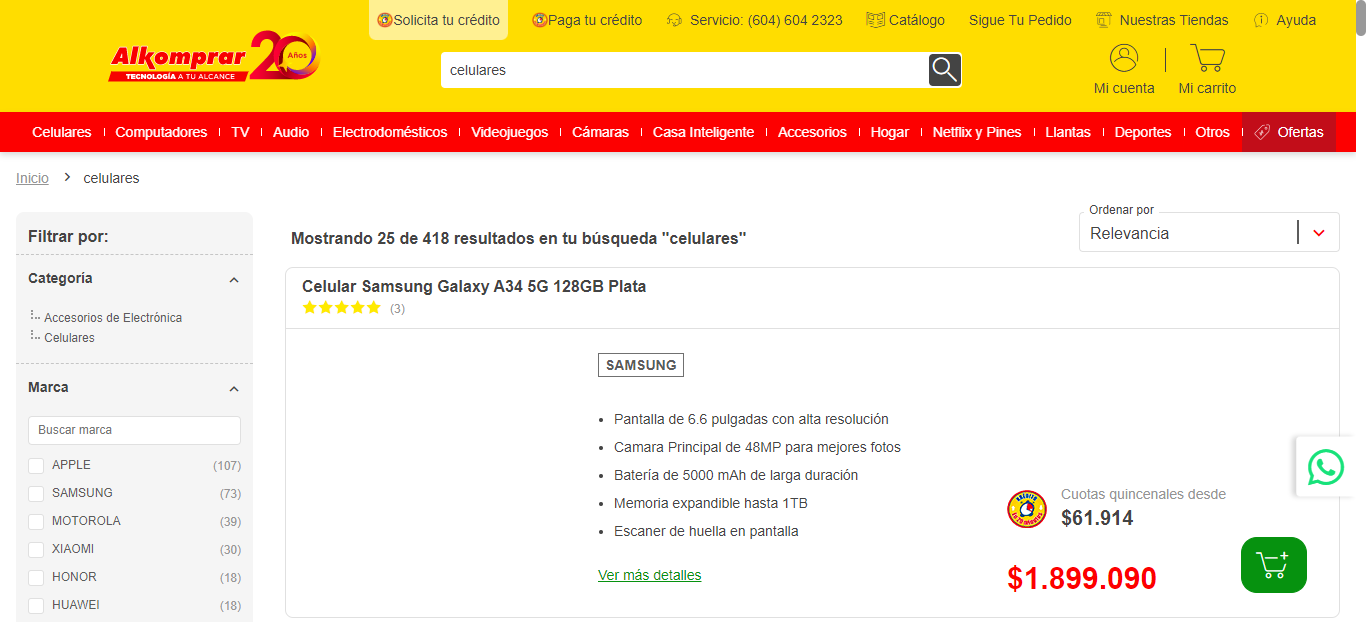 Solicita tu crédito
Paga tu crédito
Servicio: (604) 604 2323
Catálogo
Sigue Tu Pedido
Nuestras Tiendas
Ayuda
Alkomprar 20 Años
TECNOLOGÍA A TU ALCANCE
celulares
Mi cuenta
Mi carrito
Celulares
Computadores
TV
Audio
Electrodomésticos
Videojuegos
Cámaras
Casa Inteligente
Accesorios
Hogar
Netflix y Pines
Llantas
Deportes
Otros
Ofertas
Inicio > celulares
Filtrar por:
Categoría
Accesorios de Electrónica
Celulares
Marca
Buscar marca
APPLE (107)
SAMSUNG (73)
MOTOROLA (39)
XIAOMI (30)
HONOR (18)
HUAWEI (18)
Mostrando 25 de 418 resultados en tu búsqueda "celulares"
Ordenar por
Relevancia
Celular Samsung Galaxy A34 5G 128GB Plata
(3)
SAMSUNG
Pantalla de 6.6 pulgadas con alta resolución
Camara Principal de 48MP para mejores fotos
Batería de 5000 mAh de larga duración
Memoria expandible hasta 1TB
Escaner de huella en pantalla
Ver más detalles
Cuotas quincenales desde
$61.914
$1.899.090